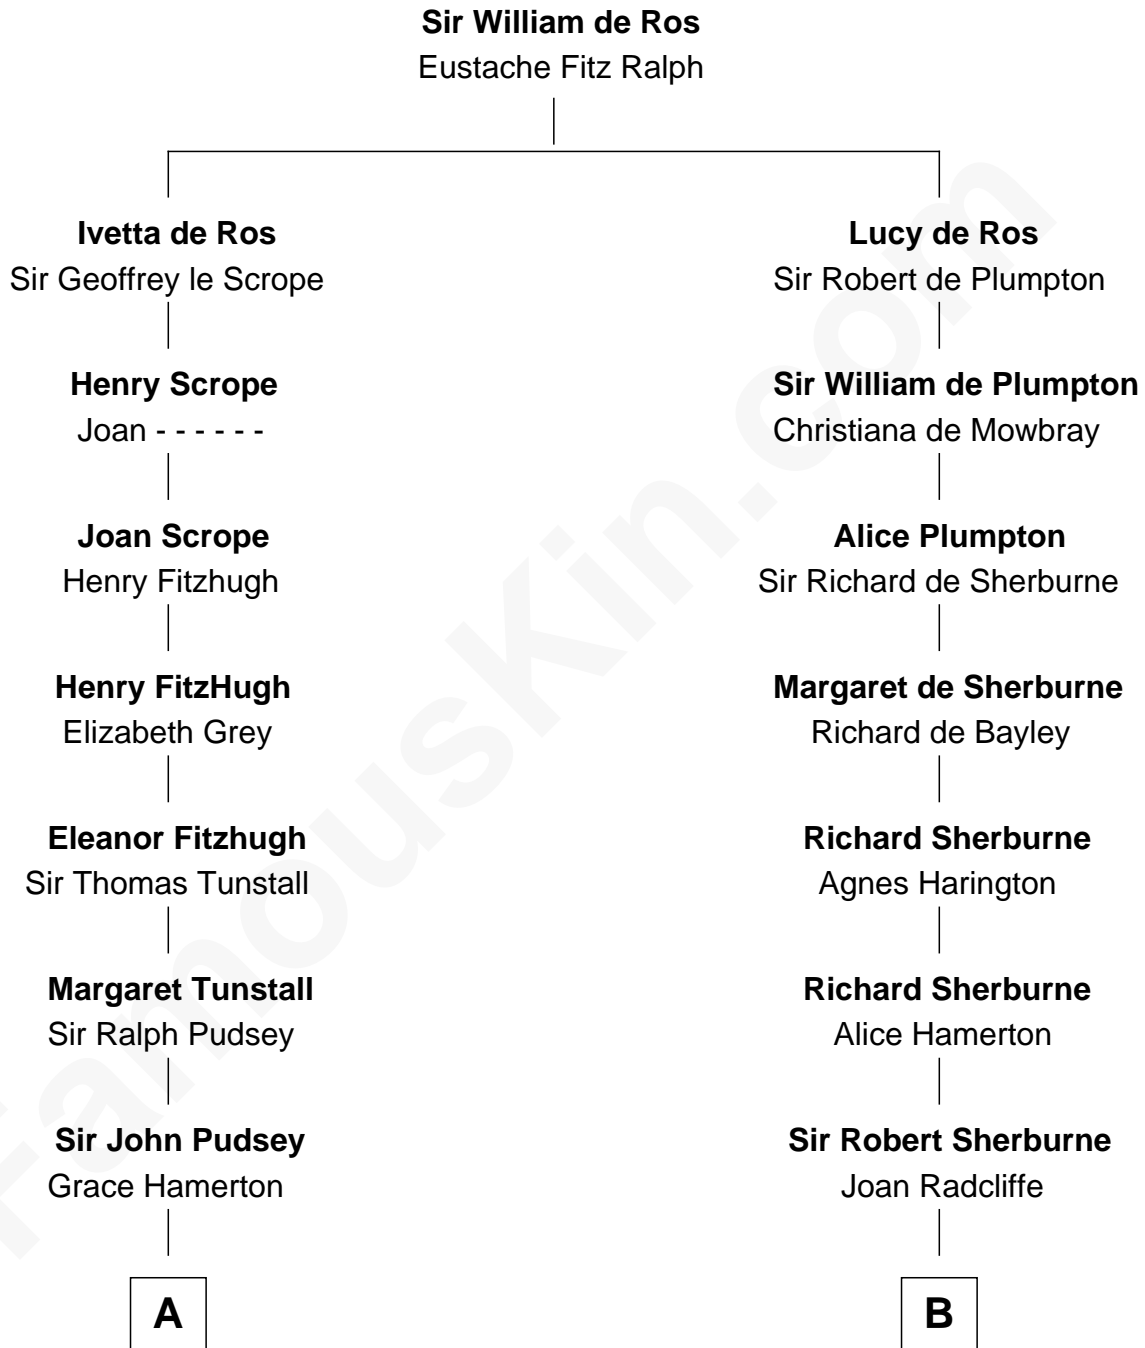 Sir William de Ros
Eustache Fitz Ralph
Ivetta de Ros
Sir Geoffrey le Scrope
Lucy de Ros
Sir Robert de Plumpton
Henry Scrope
Joan - - - - - -
Sir William de Plumpton
Christiana de Mowbray
Joan Scrope
Henry Fitzhugh
Alice Plumpton
Sir Richard de Sherburne
Henry FitzHugh
Elizabeth Grey
Margaret de Sherburne
Richard de Bayley
Eleanor Fitzhugh
Sir Thomas Tunstall
Richard Sherburne
Agnes Harington
Margaret Tunstall
Sir Ralph Pudsey
Richard Sherburne
Alice Hamerton
Sir John Pudsey
Grace Hamerton
Sir Robert Sherburne
Joan Radcliffe
A
B
FamousKin.com